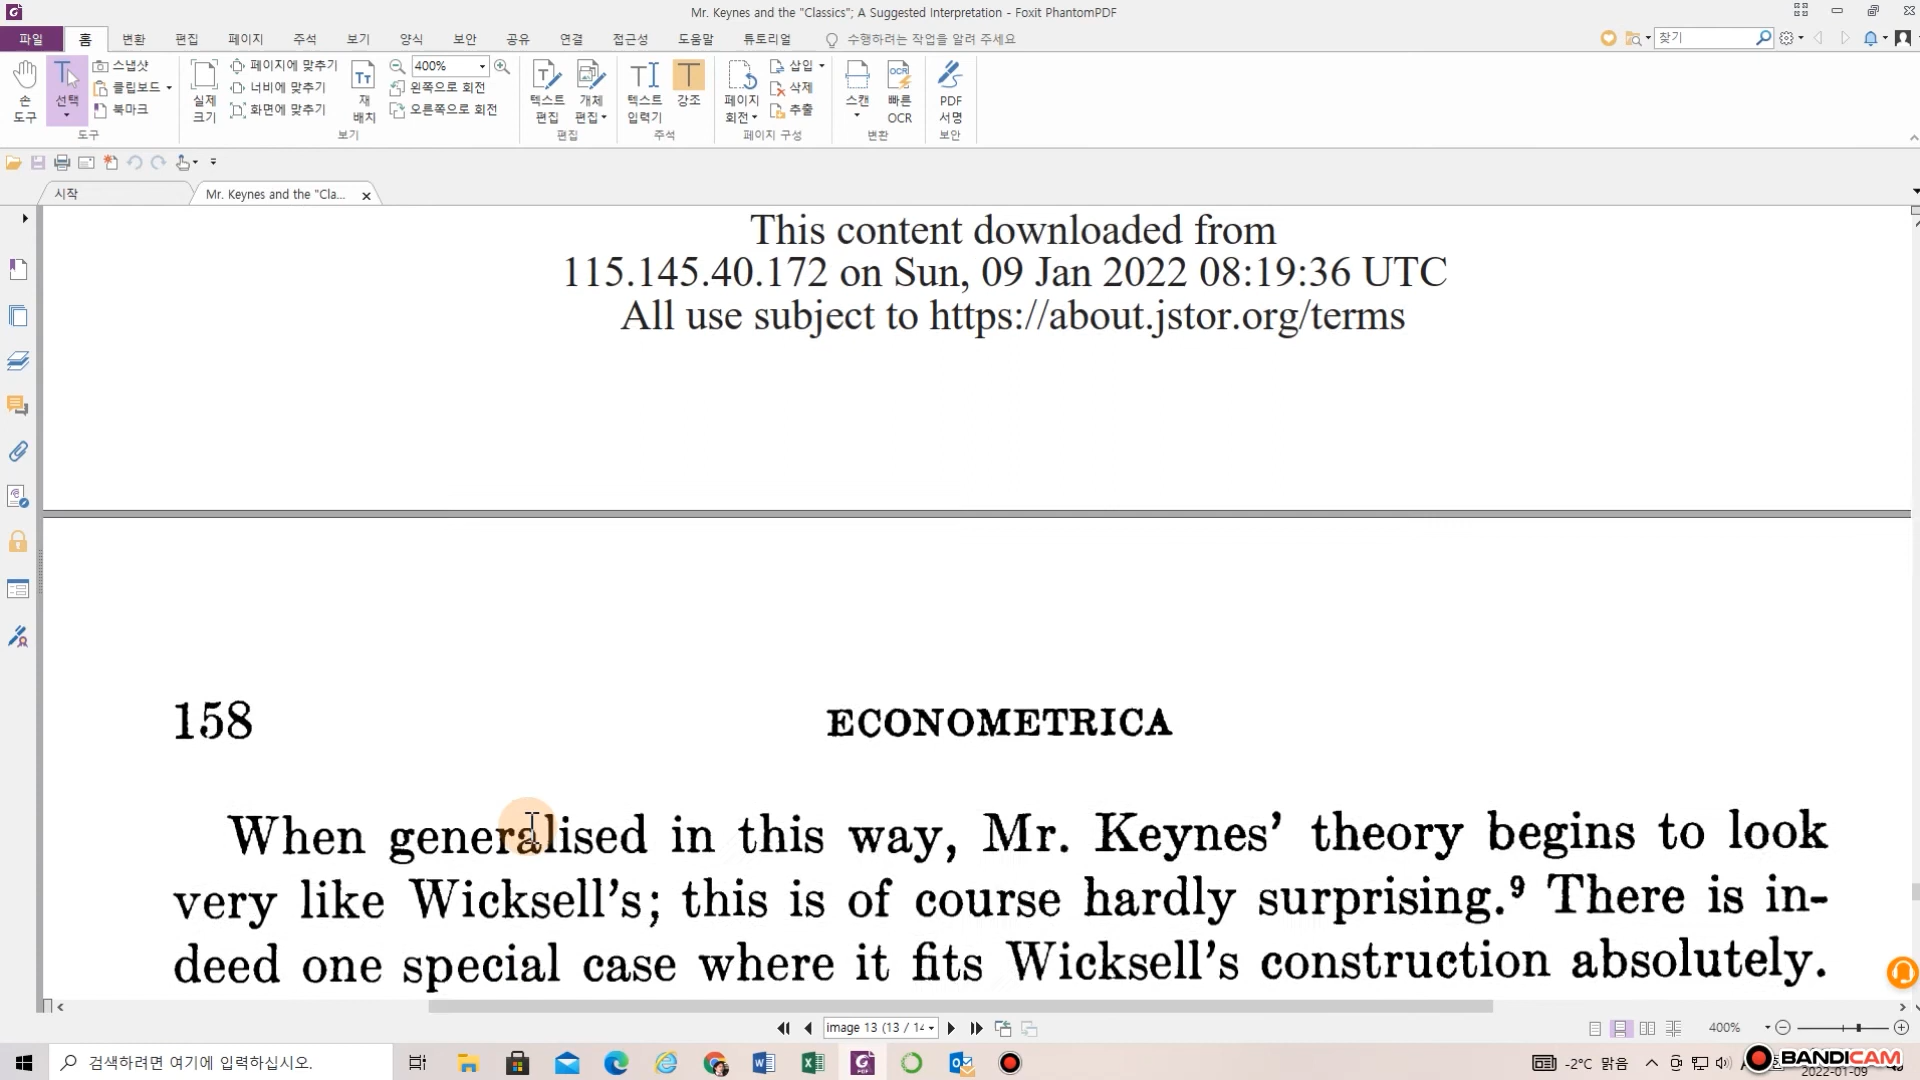 Mr. Keynes and the "Classics"; A Suggested Interpretation - Foxit PhantomPDF
파일 홈 변환 편집 페이지 주석 보기 양식 보안 공유 연결 접근성 도움말 튜토리얼 수행하려는 작업을 알려 주세요 찾기
손 도구
선택
스냅샷
클립보드
북마크
도구
실제 크기
페이지에 맞추기
너비에 맞추기
화면에 맞추기
재 배치
400%
왼쪽으로 회전
오른쪽으로 회전
보기
텍스트 편집
개체 편집
편집
텍스트 입력기
강조
주석
페이지 회전
삽입
삭제
추출
페이지 구성
스캔
빠른 OCR
변환
PDF 서명
보안
시작
Mr. Keynes and the "Cla...
This content downloaded from
115.145.40.172 on Sun, 09 Jan 2022 08:19:36 UTC
All use subject to https://about.jstor.org/terms
158 ECONOMETRICA
When generalised in this way, Mr. Keynes' theory begins to look
very like Wicksell's; this is of course hardly surprising.⁹ There is in-
deed one special case where it fits Wicksell's construction absolutely.
image 13 (13 / 14
400%
검색하려면 여기에 입력하십시오.
-2°C 맑음
BANDICAM
2022-01-09